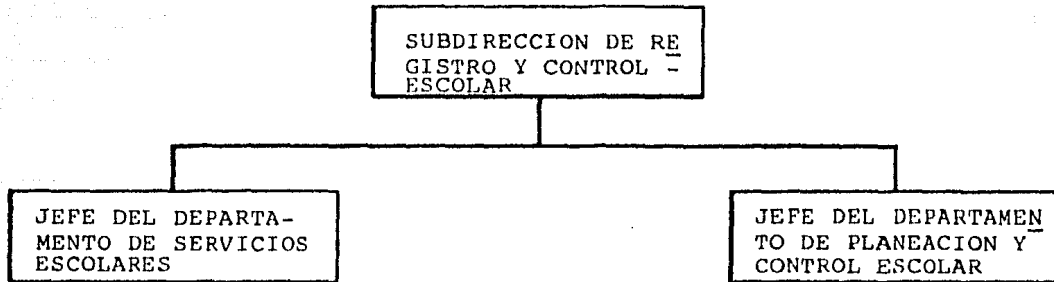 SUBDIRECCION DE RE
GISTRO Y CONTROL -
ESCOLAR
JEFE DEL DEPARTA-
MENTO DE SERVICIOS
ESCOLARES
JEFE DEL DEPARTAMEN
TO DE PLANEACION Y
CONTROL ESCOLAR